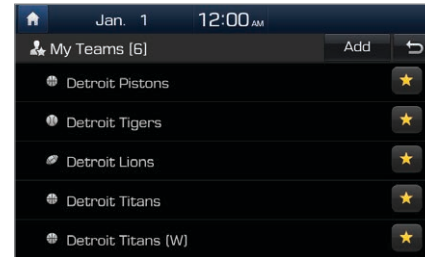 Jan. 1 12:00 AM
My Teams (6) Add
Detroit Pistons
Detroit Tigers
Detroit Lions
Detroit Titans
Detroit Titans (W)